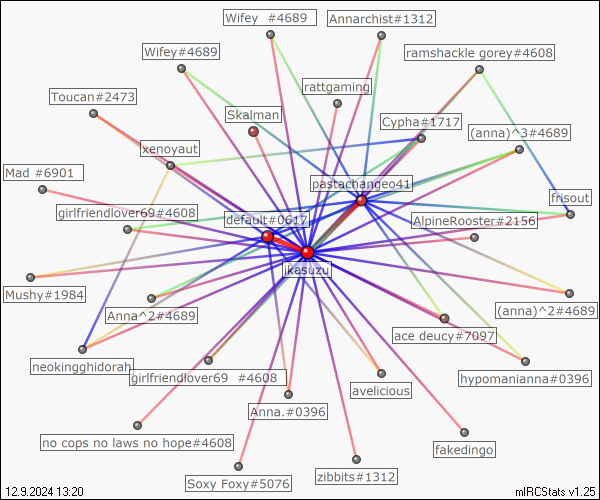 Wifey  #4689
Annarchist#1312
Wifey#4689
ramshackle gorey#4608
rattgaming
Toucan#2473
Skalman
Cypha#1717
(anna)^3#4689
xenoyaut
Mad #6901
pastachangeo41
frisout
girlfriendlover69#4608
default#0617
AlpineRooster#2156
ikasuzu
Mushy#1984
Anna^2#4689
(anna)^2#4689
ace deucy#7097
neokingghidorah
girlfriendlover69  #4608
avelicious
hypomanianna#0396
Anna.#0396
no cops no laws no hope#4608
fakedingo
Soxy Foxy#5076
zibbits#1312
12.9.2024 13:20
mIRCStats v1.25